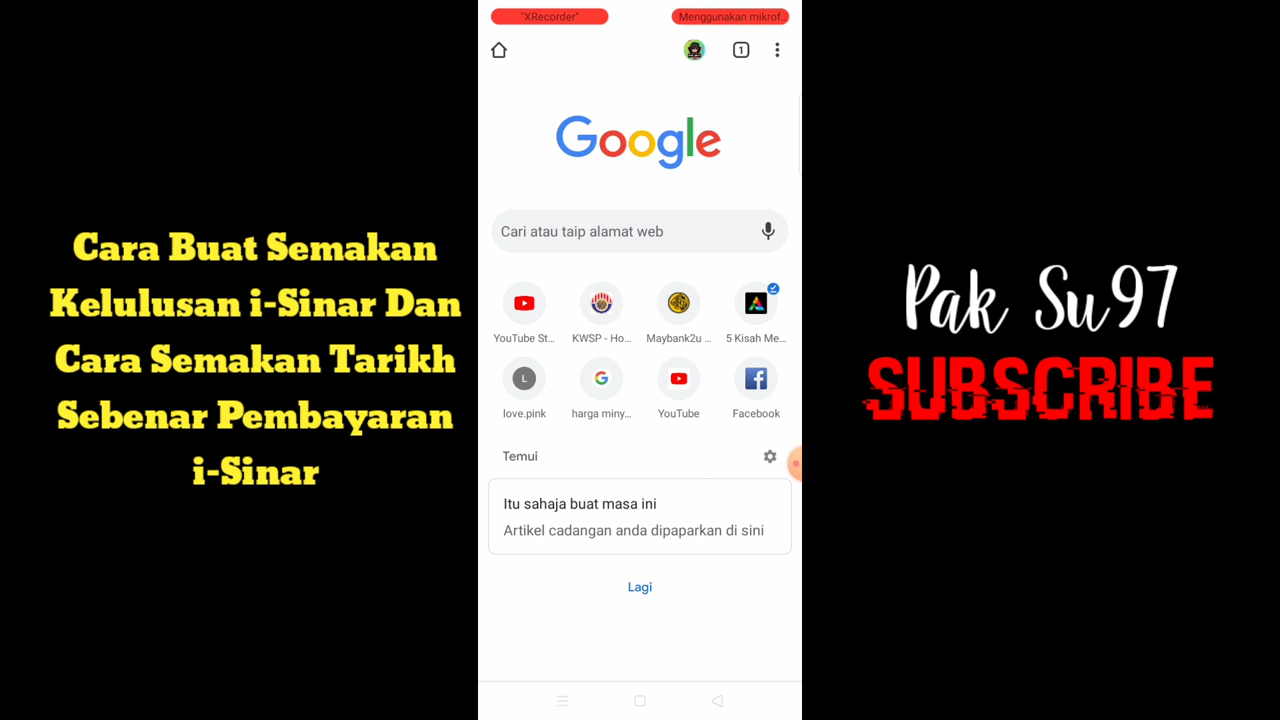 Cara Buat Semakan
Kelulusan i-Sinar Dan
Cara Semakan Tarikh
Sebenar Pembayaran
i-Sinar
"XRecorder"
Menggunakan mikrof...
1
Google
Cari atau taip alamat web
YouTube St...
KWSP - Ho...
Maybank2u ...
5 Kisah Me...
L
love.pink
harga miny...
YouTube
Facebook
Temui
Itu sahaja buat masa ini
Artikel cadangan anda dipaparkan di sini
Lagi
Pak Su97
SUBSCRIBE